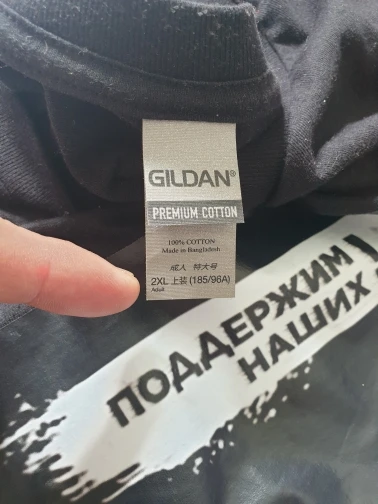 GILDAN®
PREMIUM COTTON
100% COTTON
Made in Bangladesh
成人 特大号
2XL 上装 (185/96A)
Adult
ПОДДЕРЖИМ
НАШИХ!